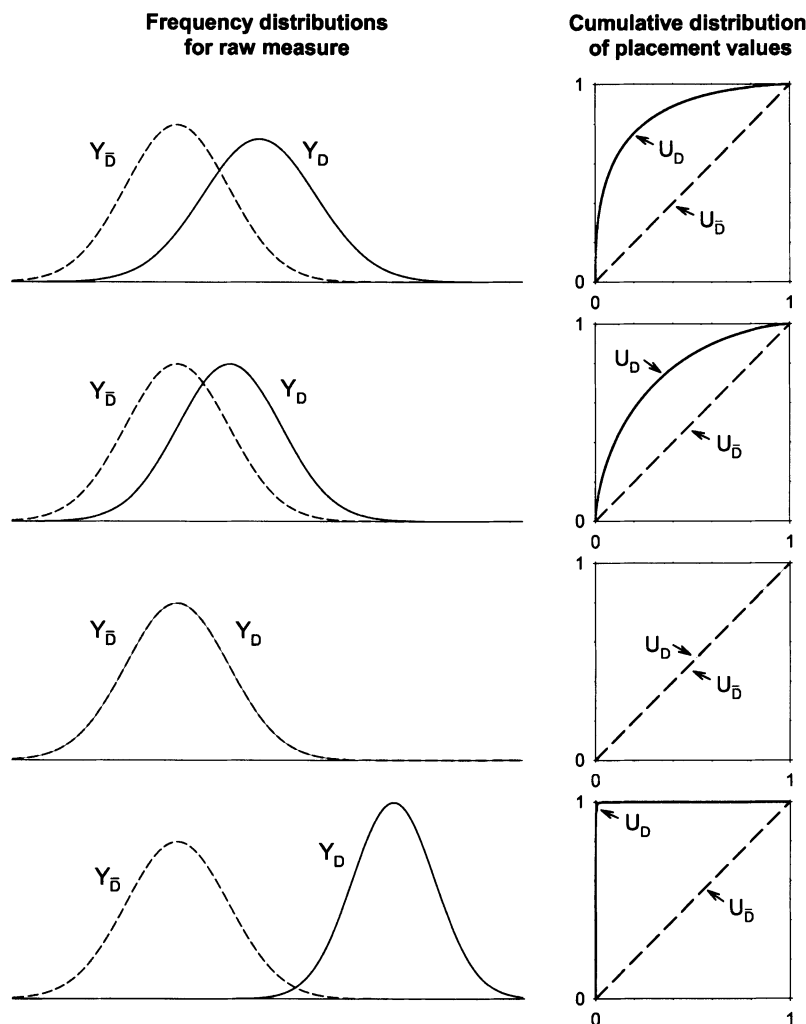 Frequency distributions
for raw measure
Cumulative distribution
of placement values
Y_D̄
Y_D
1
U_D
U_D̄
0
0
1
Y_D̄
Y_D
1
U_D
U_D̄
0
0
1
Y_D̄
Y_D
1
U_D
U_D̄
0
0
1
Y_D̄
Y_D
1
U_D
U_D̄
0
0
1